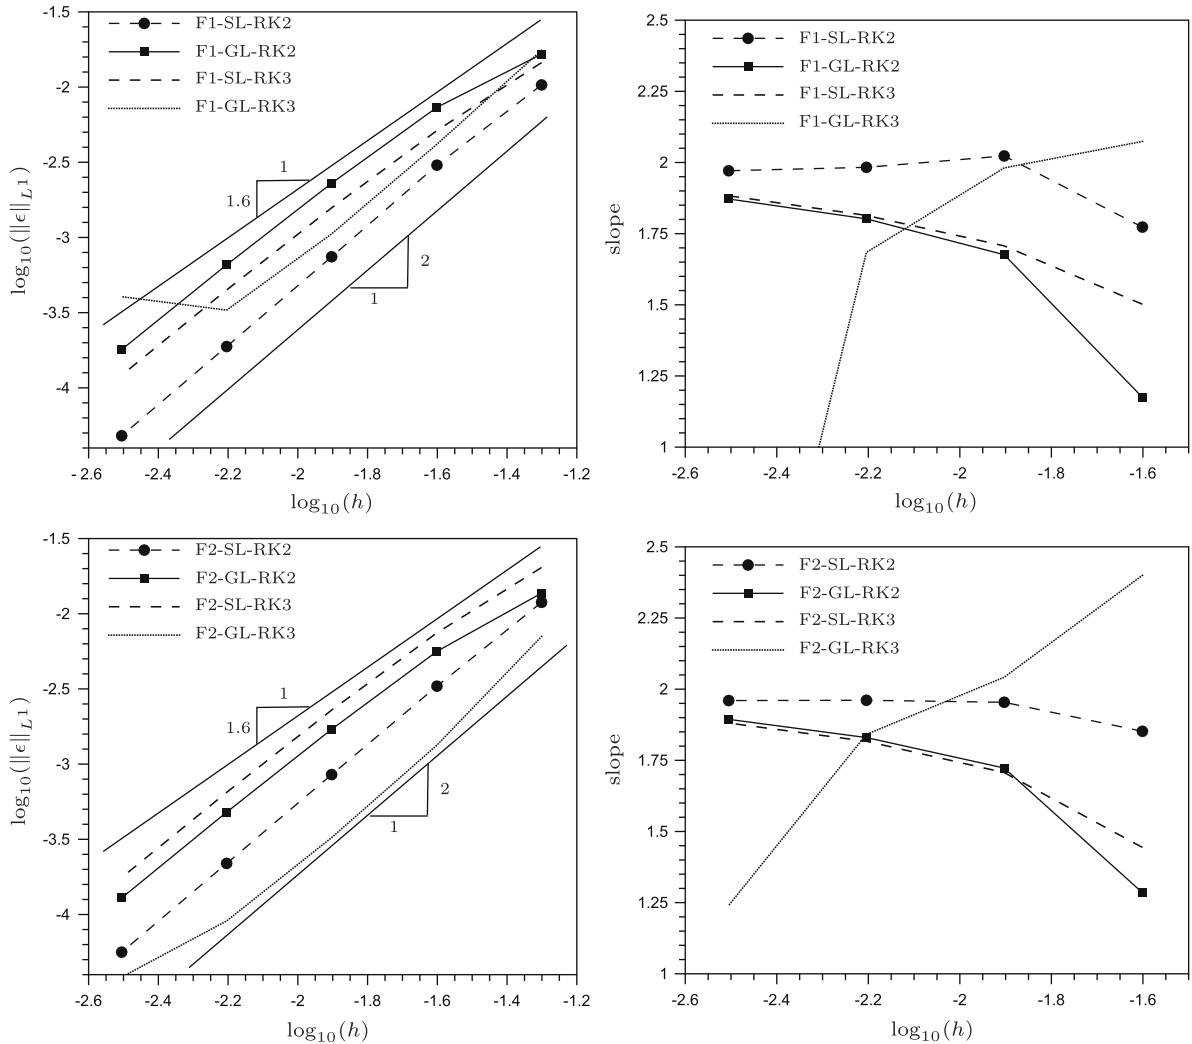 -1.5
-2
-2.5
-3
-3.5
-4
log10(||ϵ||L1)
F1-SL-RK2
F1-GL-RK2
F1-SL-RK3
F1-GL-RK3
1
1.6
2
1
-2.6 -2.4 -2.2 -2 -1.8 -1.6 -1.4 -1.2
log10(h)
2.5
2.25
2
1.75
1.5
1.25
1
slope
F1-SL-RK2
F1-GL-RK2
F1-SL-RK3
F1-GL-RK3
-2.6 -2.4 -2.2 -2 -1.8 -1.6
log10(h)
-1.5
-2
-2.5
-3
-3.5
-4
log10(||ϵ||L1)
F2-SL-RK2
F2-GL-RK2
F2-SL-RK3
F2-GL-RK3
1
1.6
2
1
-2.6 -2.4 -2.2 -2 -1.8 -1.6 -1.4 -1.2
log10(h)
2.5
2.25
2
1.75
1.5
1.25
1
slope
F2-SL-RK2
F2-GL-RK2
F2-SL-RK3
F2-GL-RK3
-2.6 -2.4 -2.2 -2 -1.8 -1.6
log10(h)